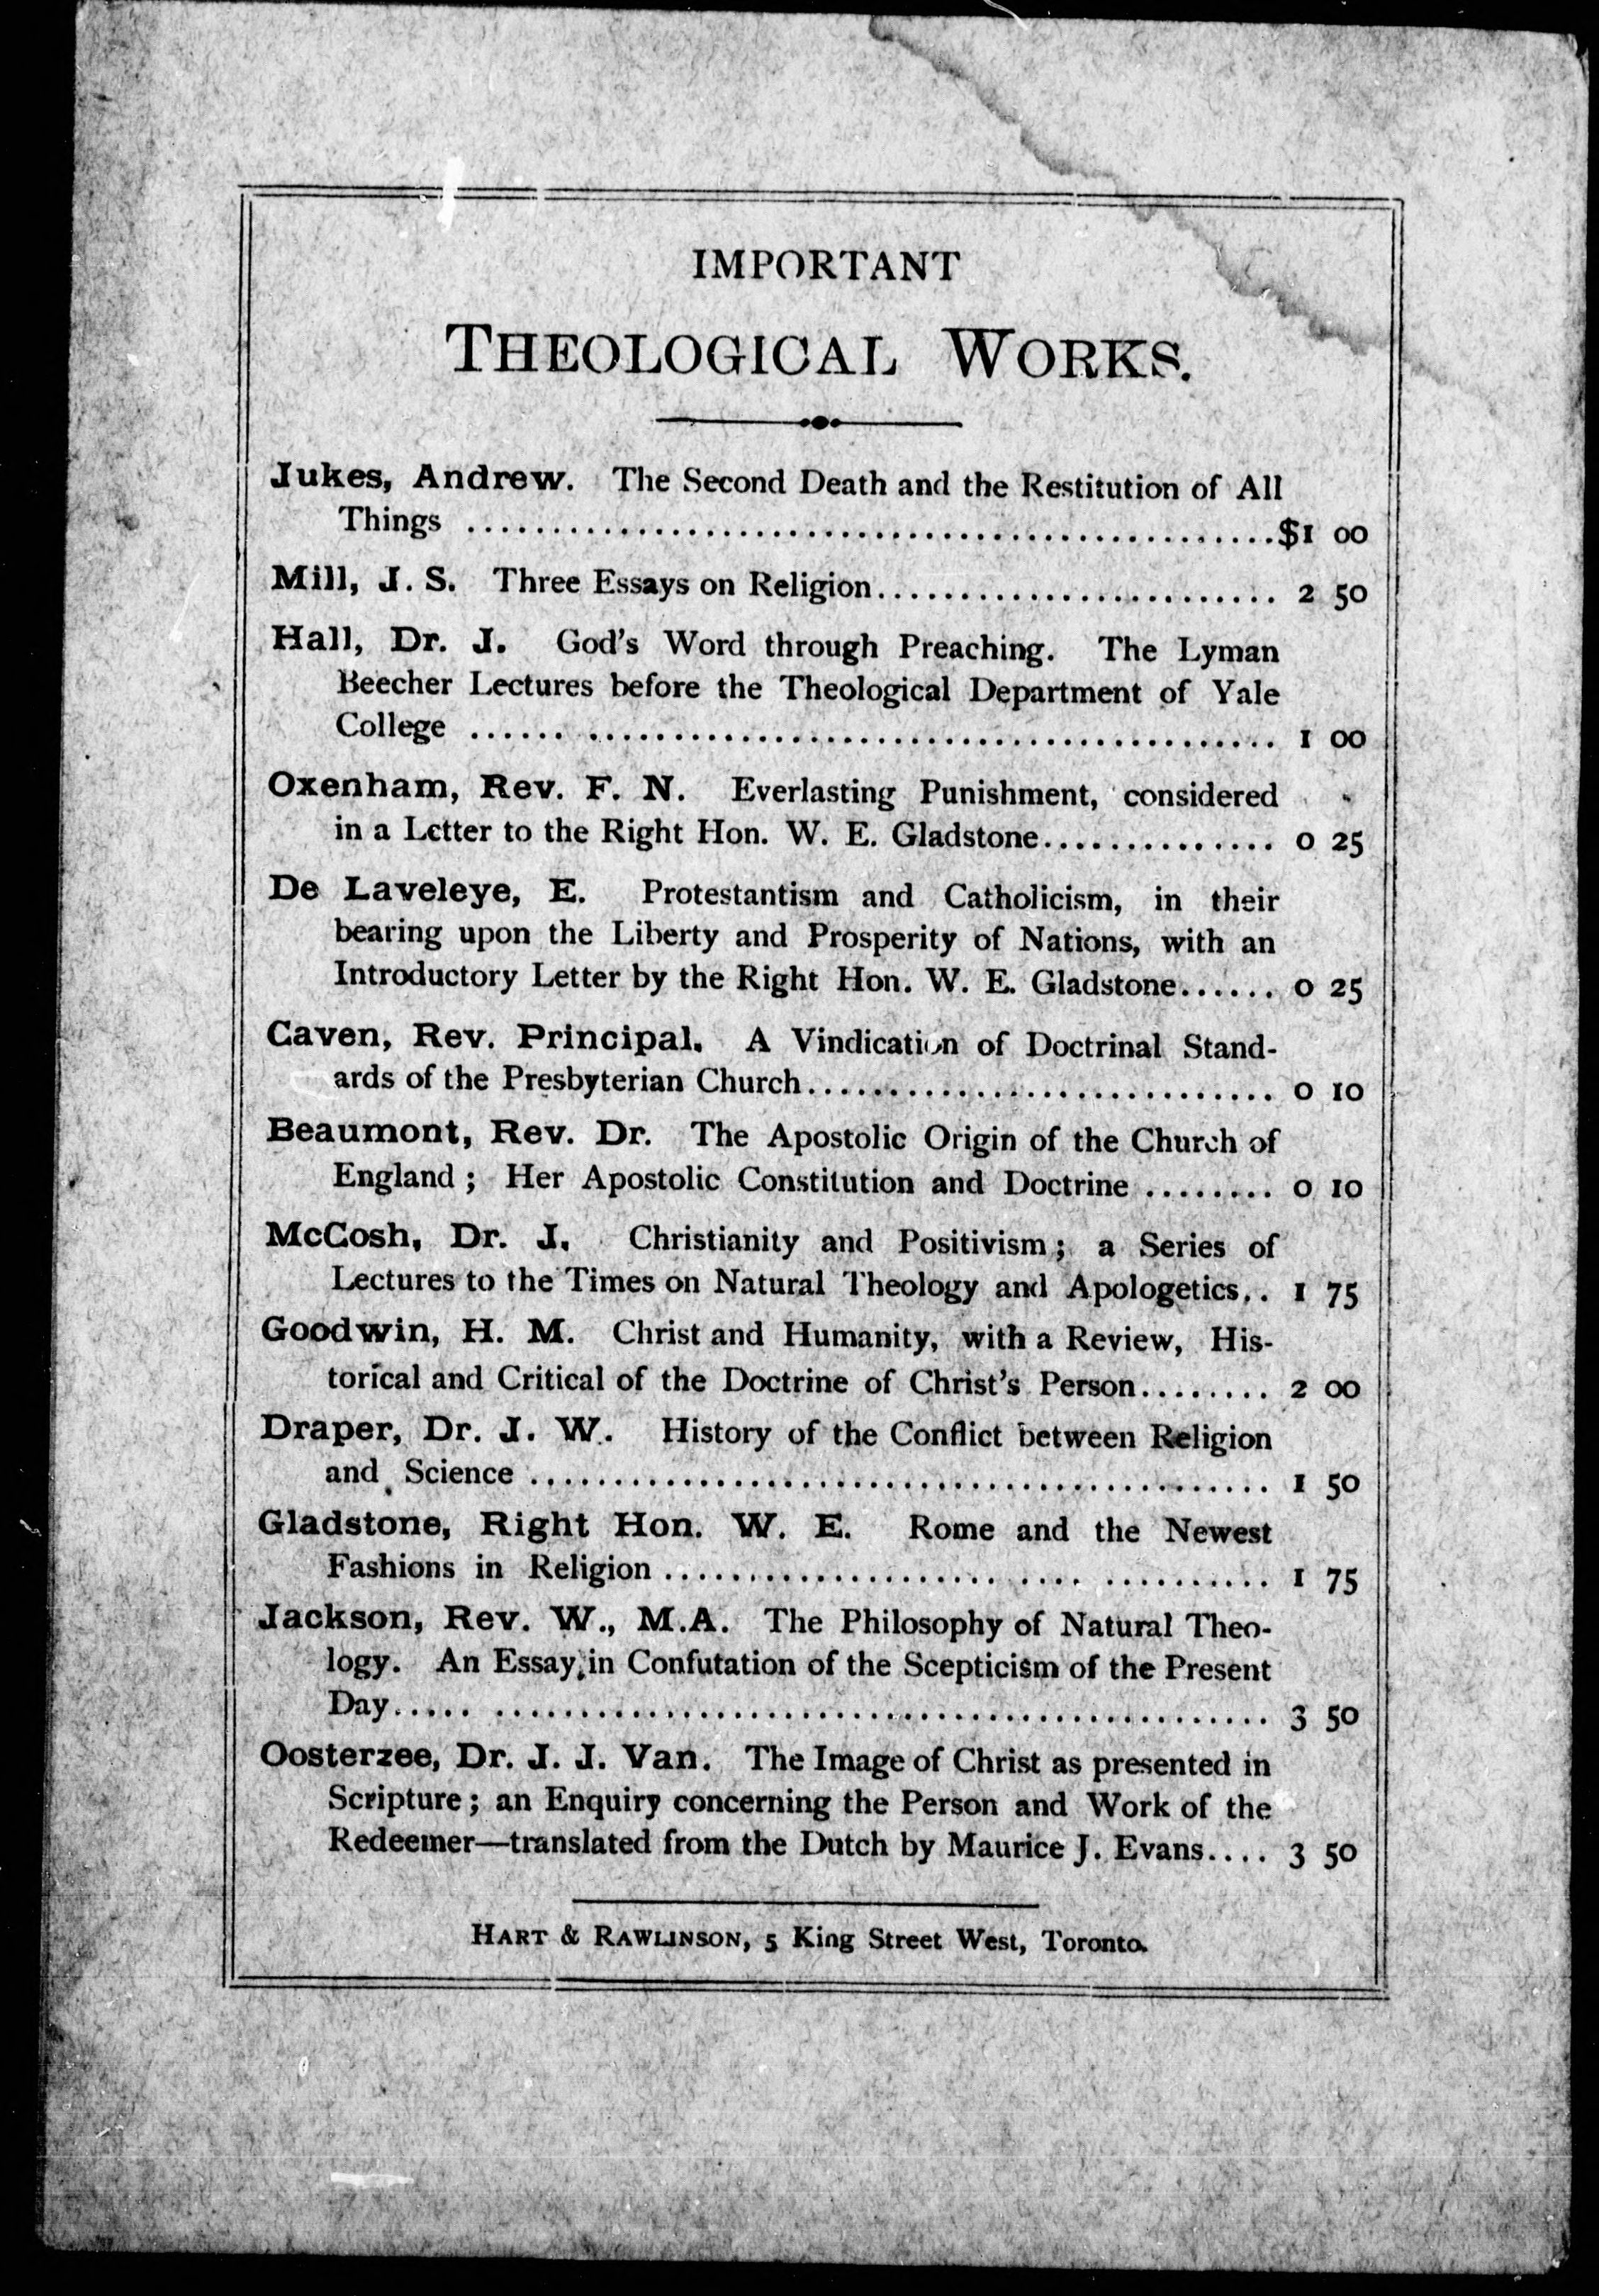 IMPORTANT
THEOLOGICAL WORKS.
Jukes, Andrew. The Second Death and the Restitution of All
Things ............................................................$1 00
Mill, J. S. Three Essays on Religion............................ 2 50
Hall, Dr. J. God's Word through Preaching. The Lyman
Beecher Lectures before the Theological Department of Yale
College ...... .................................................. 1 00
Oxenham, Rev. F. N. Everlasting Punishment, considered
in a Letter to the Right Hon. W. E. Gladstone............... 0 25
De Laveleye, E. Protestantism and Catholicism, in their
bearing upon the Liberty and Prosperity of Nations, with an
Introductory Letter by the Right Hon. W. E. Gladstone...... 0 25
Caven, Rev. Principal. A Vindication of Doctrinal Stand-
ards of the Presbyterian Church................................ 0 10
Beaumont, Rev. Dr. The Apostolic Origin of the Church of
England ; Her Apostolic Constitution and Doctrine ........ 0 10
McCosh, Dr. J. Christianity and Positivism ; a Series of
Lectures to the Times on Natural Theology and Apologetics.. 1 75
Goodwin, H. M. Christ and Humanity, with a Review, His-
torical and Critical of the Doctrine of Christ's Person........ 2 00
Draper, Dr. J. W. History of the Conflict between Religion
and Science .................................................... 1 50
Gladstone, Right Hon. W. E. Rome and the Newest
Fashions in Religion ...................... .... ........... 1 75
Jackson, Rev. W., M.A. The Philosophy of Natural Theo-
logy. An Essay in Confutation of the Scepticism of the Present
Day..... ...................................................... 3 50
Oosterzee, Dr. J. J. Van. The Image of Christ as presented in
Scripture ; an Enquiry concerning the Person and Work of the
Redeemer—translated from the Dutch by Maurice J. Evans.... 3 50
HART & RAWLINSON, 5 King Street West, Toronto.